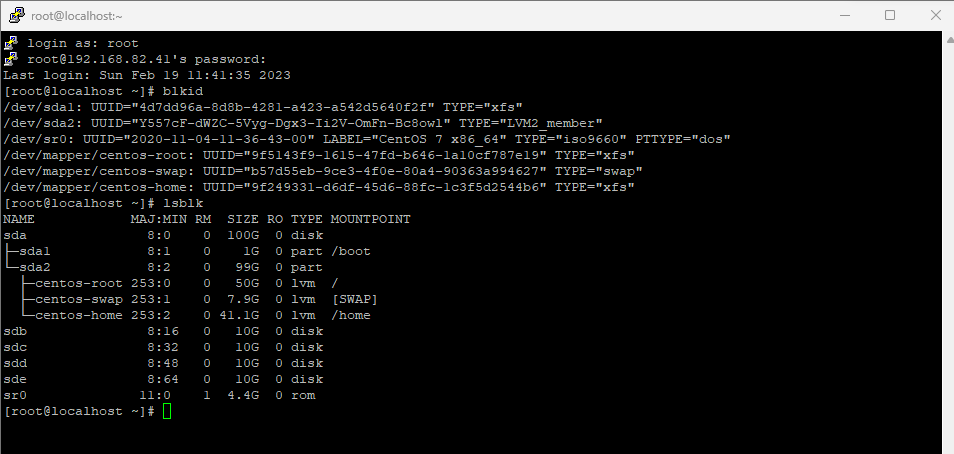 root@localhost:~
login as: root
root@192.168.82.41's password:
Last login: Sun Feb 19 11:41:35 2023
[root@localhost ~]# blkid
/dev/sda1: UUID="4d7dd96a-8d8b-4281-a423-a542d5640f2f" TYPE="xfs"
/dev/sda2: UUID="Y557cF-dWZC-5Vyg-Dgx3-Ii2V-OmFn-Bc8owl" TYPE="LVM2_member"
/dev/sr0: UUID="2020-11-04-11-36-43-00" LABEL="CentOS 7 x86_64" TYPE="iso9660" PTTYPE="dos"
/dev/mapper/centos-root: UUID="9f5143f9-1615-47fd-b646-1a10cf787e19" TYPE="xfs"
/dev/mapper/centos-swap: UUID="b57d55eb-9ce3-4f0e-80a4-90363a994627" TYPE="swap"
/dev/mapper/centos-home: UUID="9f249331-d6df-45d6-88fc-1c3f5d2544b6" TYPE="xfs"
[root@localhost ~]# lsblk
NAME            MAJ:MIN RM  SIZE RO TYPE MOUNTPOINT
sda               8:0    0  100G  0 disk
├─sda1            8:1    0    1G  0 part /boot
└─sda2            8:2    0   99G  0 part
  ├─centos-root 253:0    0   50G  0 lvm  /
  ├─centos-swap 253:1    0  7.9G  0 lvm  [SWAP]
  └─centos-home 253:2    0 41.1G  0 lvm  /home
sdb               8:16   0   10G  0 disk
sdc               8:32   0   10G  0 disk
sdd               8:48   0   10G  0 disk
sde               8:64   0   10G  0 disk
sr0              11:0    1  4.4G  0 rom
[root@localhost ~]#